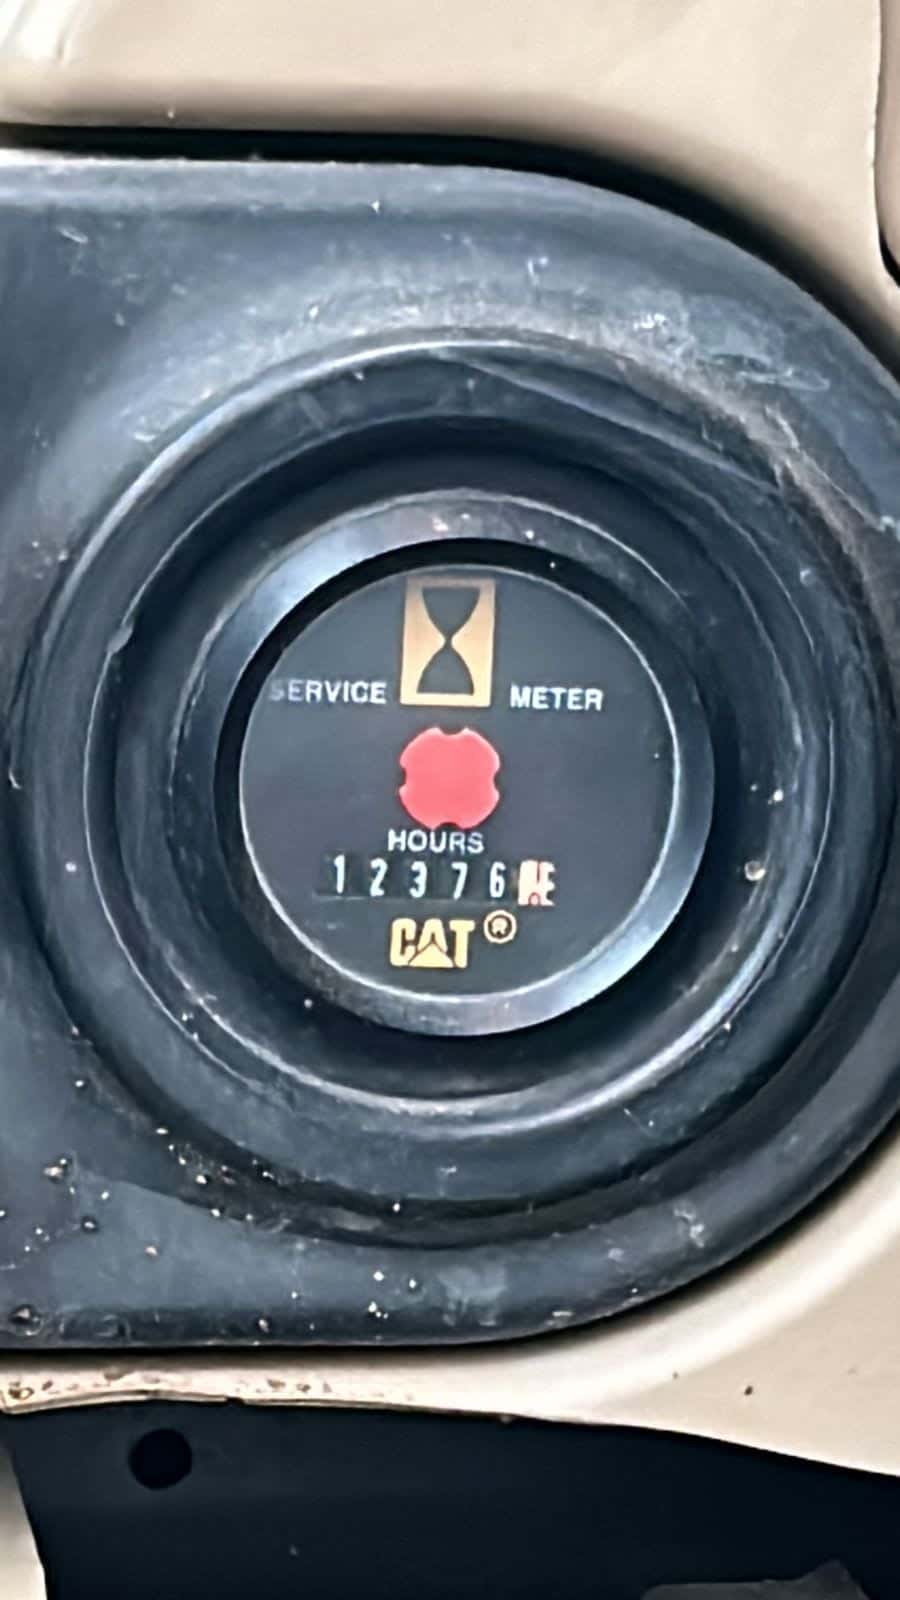 SERVICE METER
HOURS
12376
CAT®